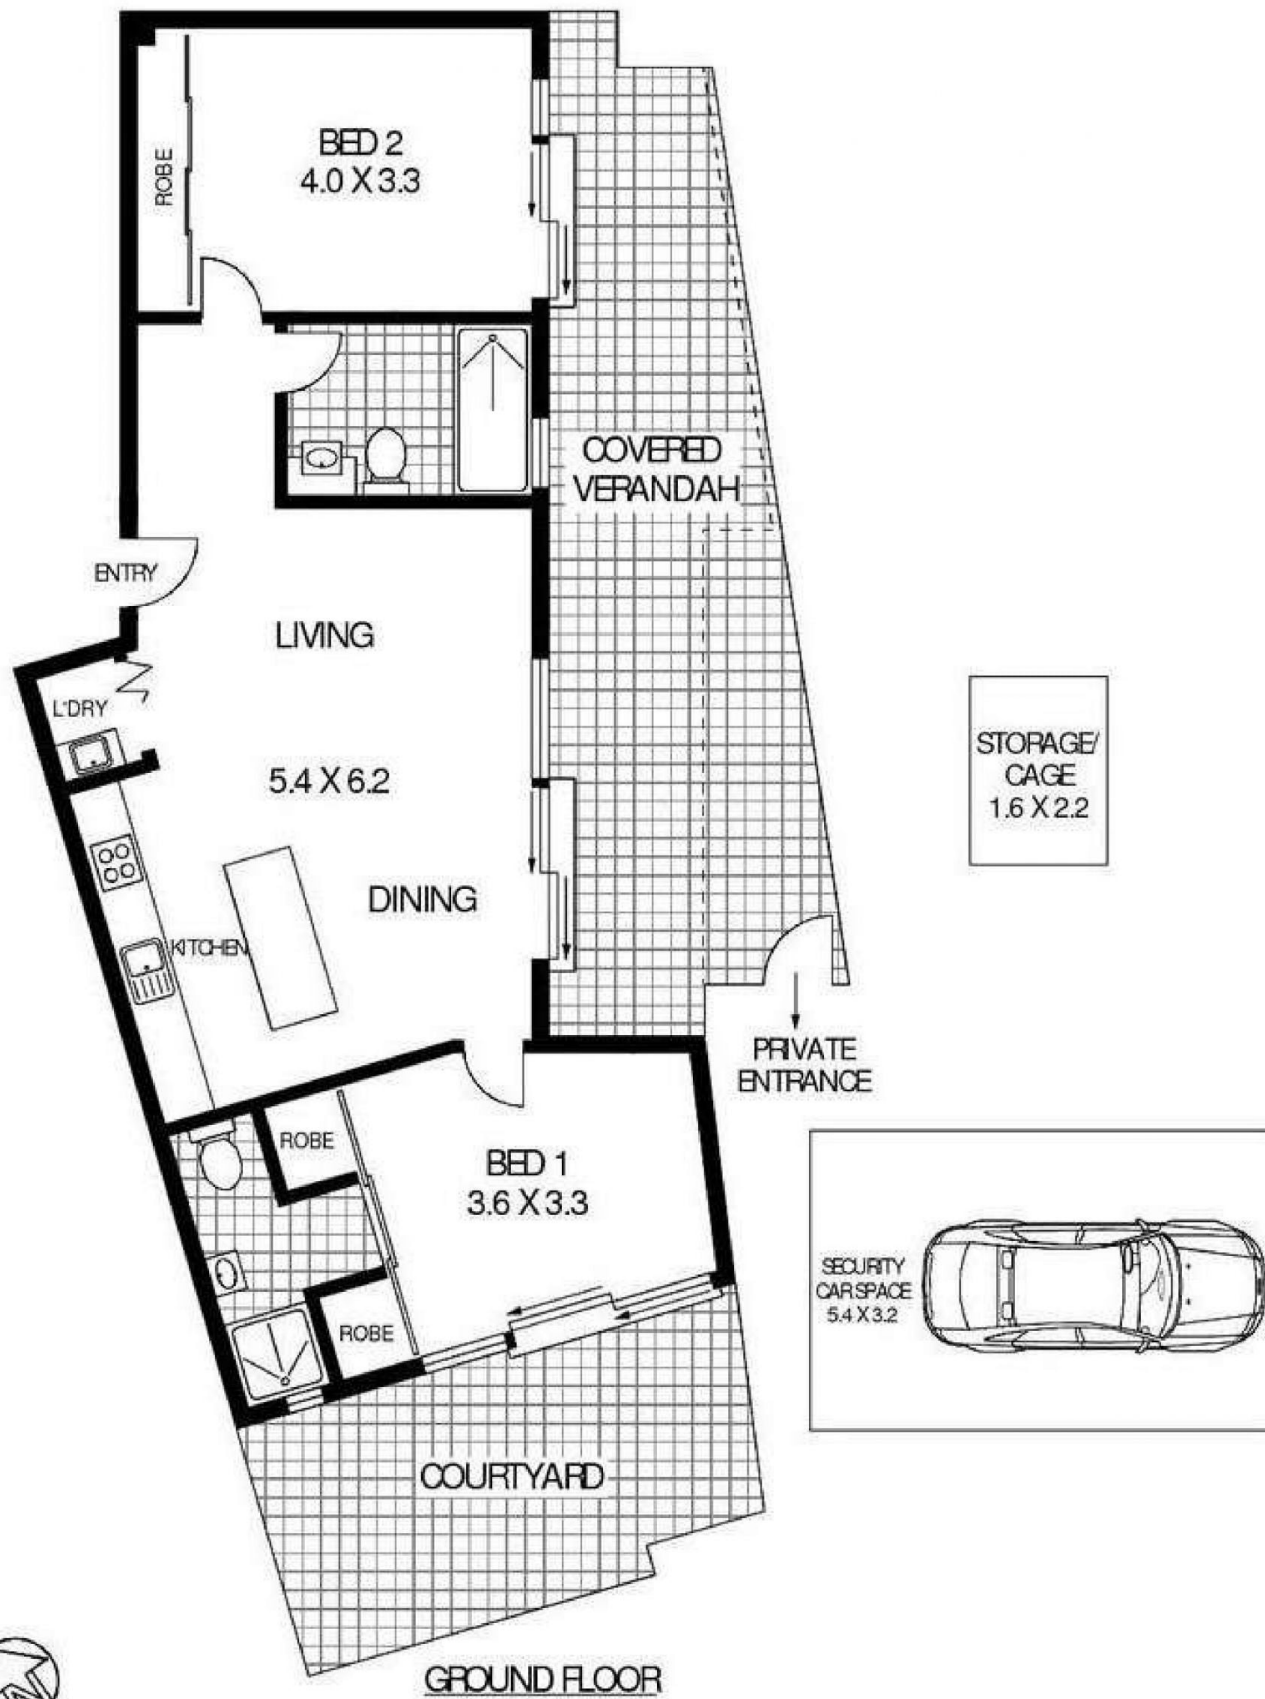 BED 2
4.0 X 3.3
ROBE
COVERED
VERANDAH
ENTRY
LIVING
L'DRY
5.4 X 6.2
STORAGE/
CAGE
1.6 X 2.2
DINING
KITCHEN
PRIVATE
ENTRANCE
ROBE
BED 1
3.6 X 3.3
SECURITY
CAR SPACE
5.4 X 3.2
ROBE
COURTYARD
GROUND FLOOR
N